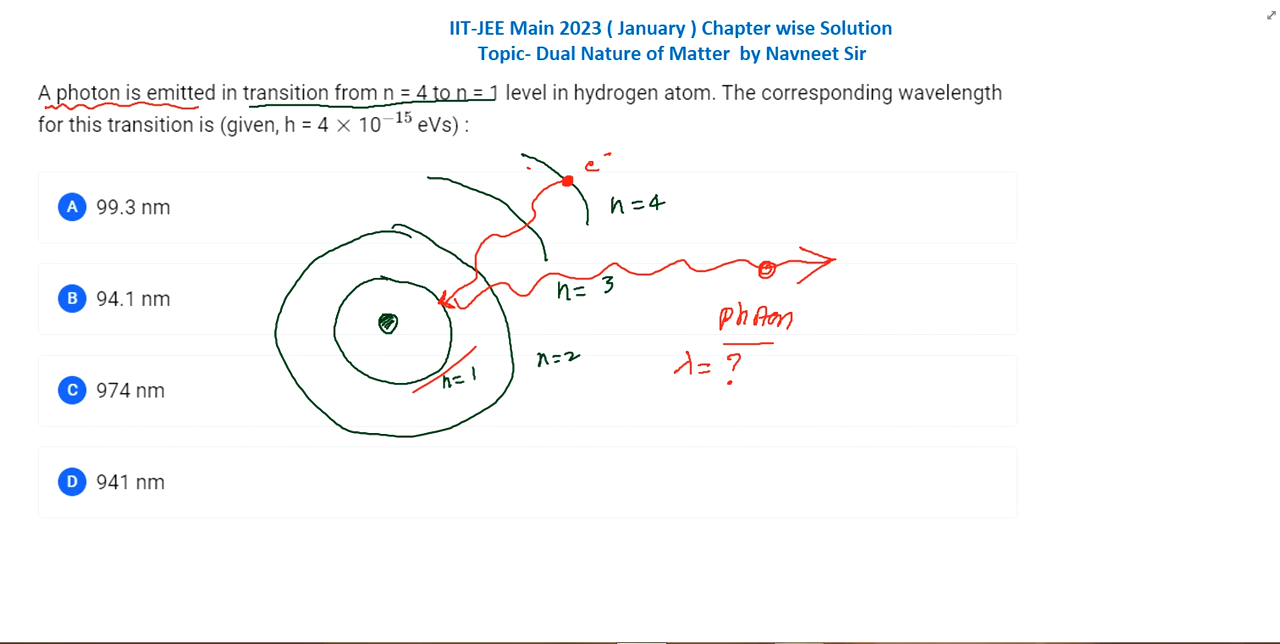 IIT-JEE Main 2023 ( January ) Chapter wise Solution
Topic- Dual Nature of Matter by Navneet Sir
A photon is emitted in transition from n = 4 to n = 1 level in hydrogen atom. The corresponding wavelength
for this transition is (given, h = 4 × 10⁻¹⁵ eVs) :
A 99.3 nm
B 94.1 nm
C 974 nm
D 941 nm
e⁻
n=4
n= 3
n=2
n=1
Photon
λ= ?